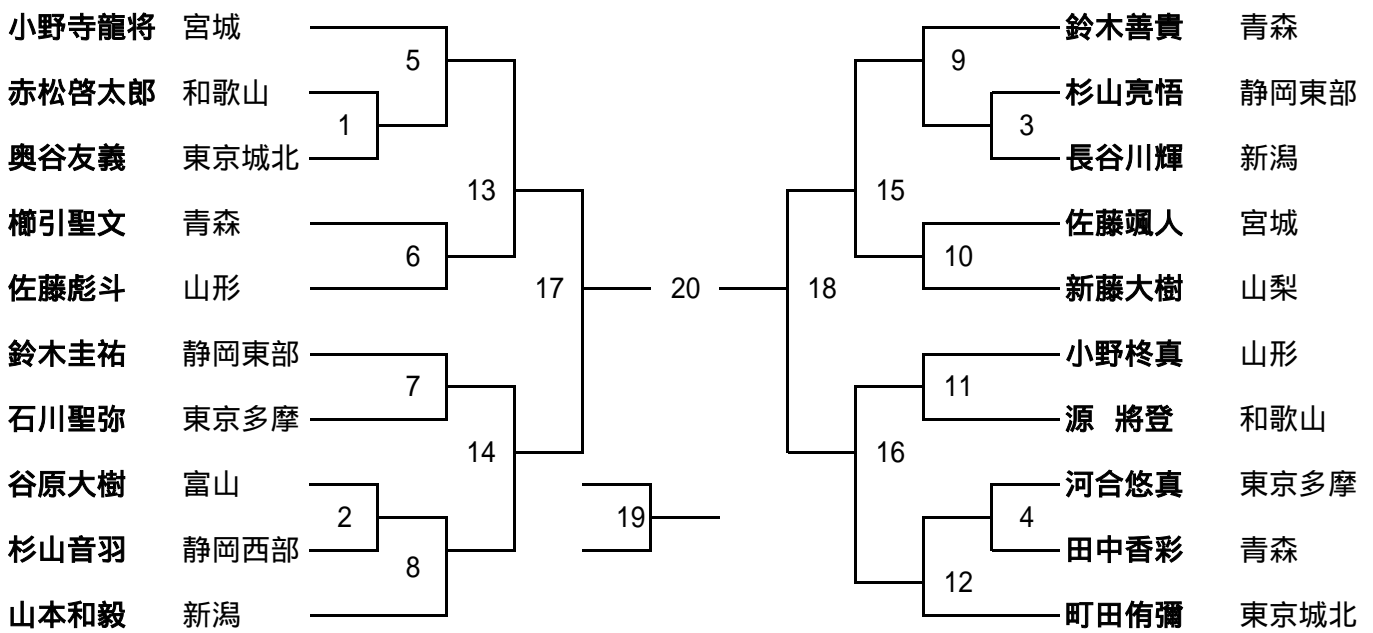 小野寺龍将 宮城
赤松啓太郎 和歌山
奥谷友義 東京城北
櫛引聖文 青森
佐藤彪斗 山形
鈴木圭祐 静岡東部
石川聖弥 東京多摩
谷原大樹 富山
杉山音羽 静岡西部
山本和毅 新潟
5
1
13
6
17
7
14
2
8
19
20
9
3
15
10
18
11
16
4
12
鈴木善貴 青森
杉山亮悟 静岡東部
長谷川輝 新潟
佐藤颯人 宮城
新藤大樹 山梨
小野柊真 山形
源 將登 和歌山
河合悠真 東京多摩
田中香彩 青森
町田侑彌 東京城北